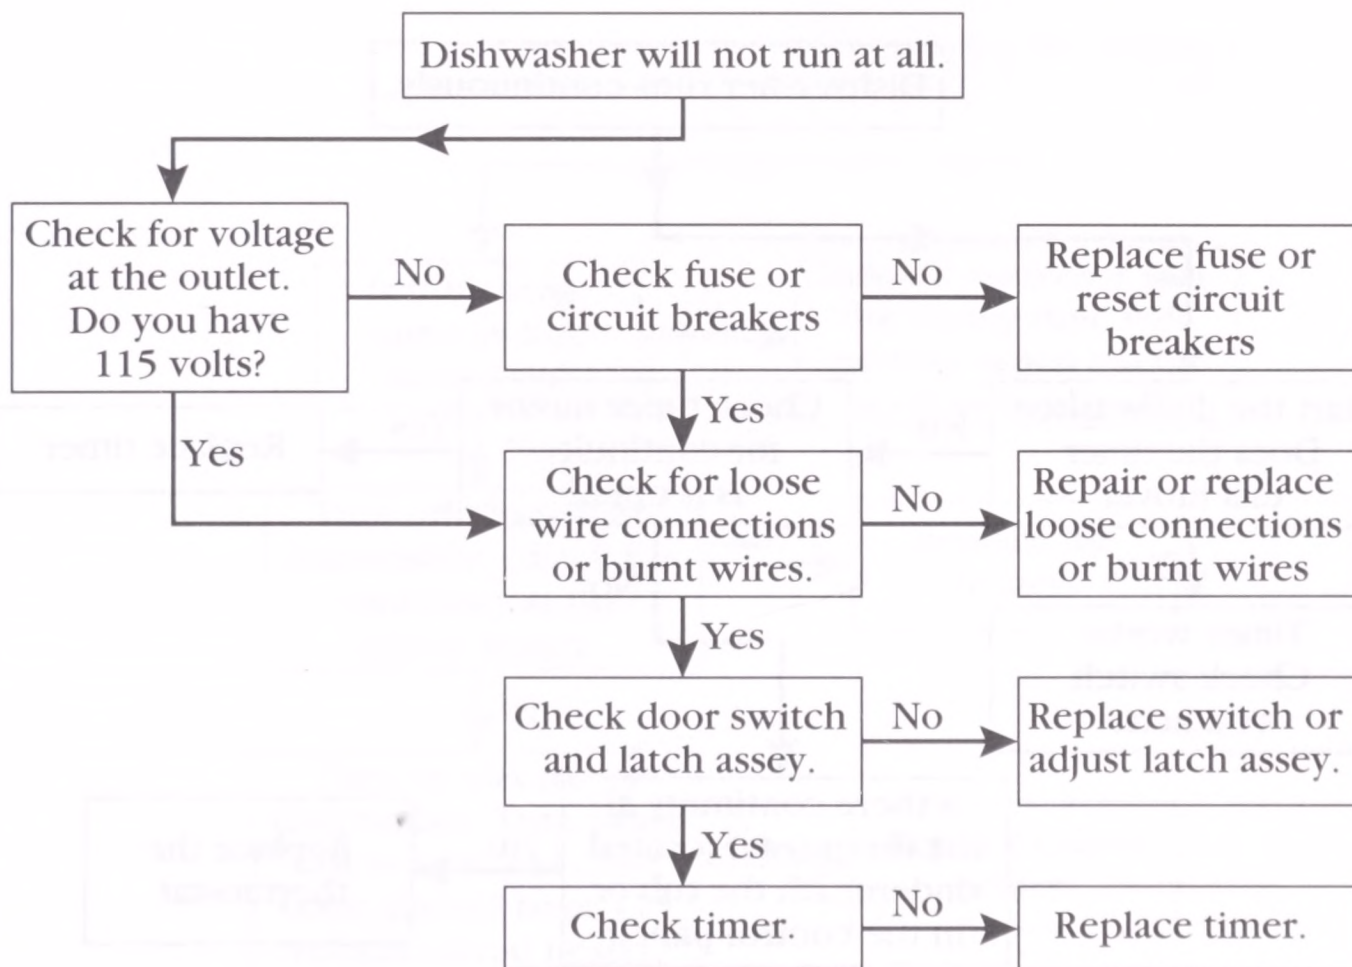 Dishwasher will not run at all.
Check for voltage
at the outlet.
Do you have
115 volts?
No
Check fuse or
circuit breakers
No
Replace fuse or
reset circuit
breakers
Yes
Yes
Check for loose
wire connections
or burnt wires.
No
Repair or replace
loose connections
or burnt wires
Yes
Check door switch
and latch assey.
No
Replace switch or
adjust latch assey.
Yes
Check timer.
No
Replace timer.